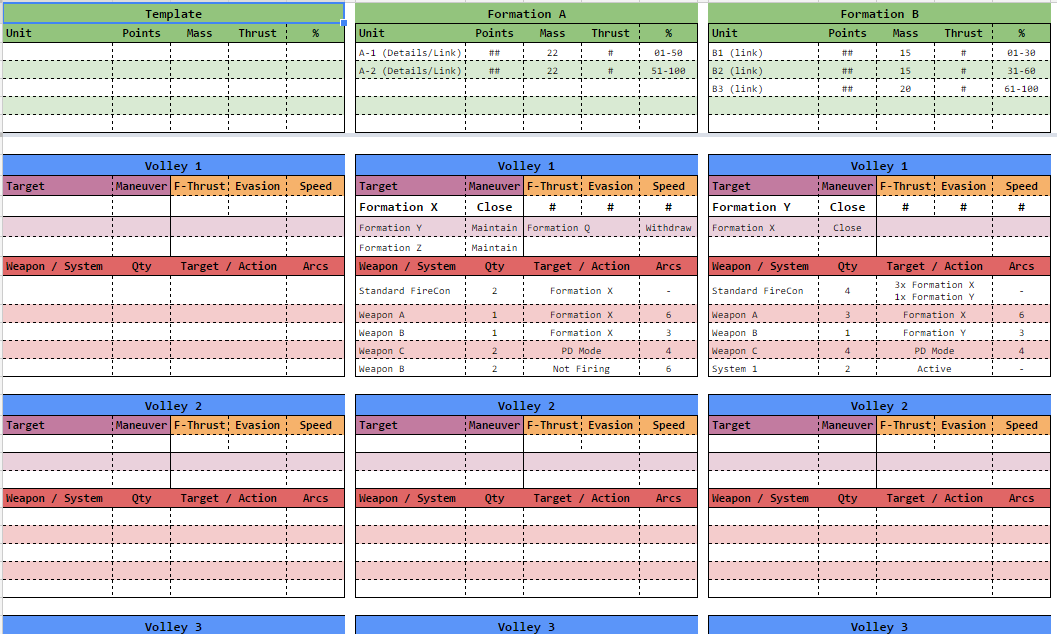 Template Formation A Formation B
Unit Points Mass Thrust % Unit Points Mass Thrust % Unit Points Mass Thrust %
A-1 (Details/Link) ## 22 # 01-50 B1 (link) ## 15 # 01-30
A-2 (Details/Link) ## 22 # 51-100 B2 (link) ## 15 # 31-60
B3 (link) ## 20 # 61-100
Volley 1 Volley 1 Volley 1
Target Maneuver F-Thrust Evasion Speed Target Maneuver F-Thrust Evasion Speed Target Maneuver F-Thrust Evasion Speed
Formation X Close # # # Formation Y Close # # #
Formation Y Maintain Formation Q Withdraw Formation X Close
Formation Z Maintain
Weapon / System Qty Target / Action Arcs Weapon / System Qty Target / Action Arcs Weapon / System Qty Target / Action Arcs
Standard FireCon 2 Formation X - Standard FireCon 4 3x Formation X
1x Formation Y -
Weapon A 1 Formation X 6 Weapon A 3 Formation X 6
Weapon B 1 Formation X 3 Weapon B 1 Formation Y 3
Weapon C 2 PD Mode 4 Weapon C 4 PD Mode 4
Weapon B 2 Not Firing 6 System 1 2 Active -
Volley 2 Volley 2 Volley 2
Target Maneuver F-Thrust Evasion Speed Target Maneuver F-Thrust Evasion Speed Target Maneuver F-Thrust Evasion Speed
Weapon / System Qty Target / Action Arcs Weapon / System Qty Target / Action Arcs Weapon / System Qty Target / Action Arcs
Volley 3 Volley 3 Volley 3